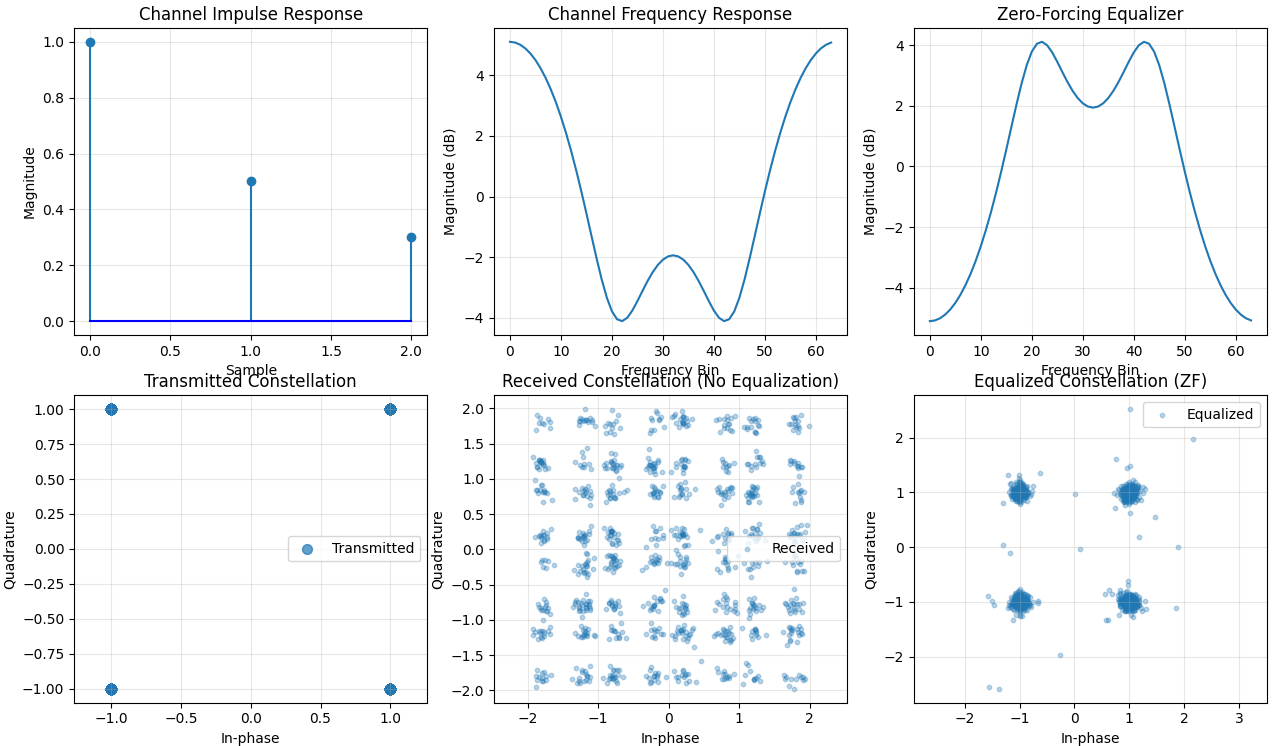 Channel Impulse Response
Magnitude
1.0
0.8
0.6
0.4
0.2
0.0
0.0 0.5 1.0 1.5 2.0
Sample
Channel Frequency Response
Magnitude (dB)
4
2
0
−2
−4
0 10 20 30 40 50 60
Frequency Bin
Zero-Forcing Equalizer
Magnitude (dB)
4
2
0
−2
−4
0 10 20 30 40 50 60
Frequency Bin
Transmitted Constellation
Quadrature
1.00
0.75
0.50
0.25
0.00
−0.25
−0.50
−0.75
−1.00
Transmitted
−1.0 −0.5 0.0 0.5 1.0
In-phase
Received Constellation (No Equalization)
Quadrature
2.0
1.5
1.0
0.5
0.0
−0.5
−1.0
−1.5
−2.0
Received
−2 −1 0 1 2
In-phase
Equalized Constellation (ZF)
Quadrature
Equalized
2
1
0
−1
−2
−2 −1 0 1 2 3
In-phase